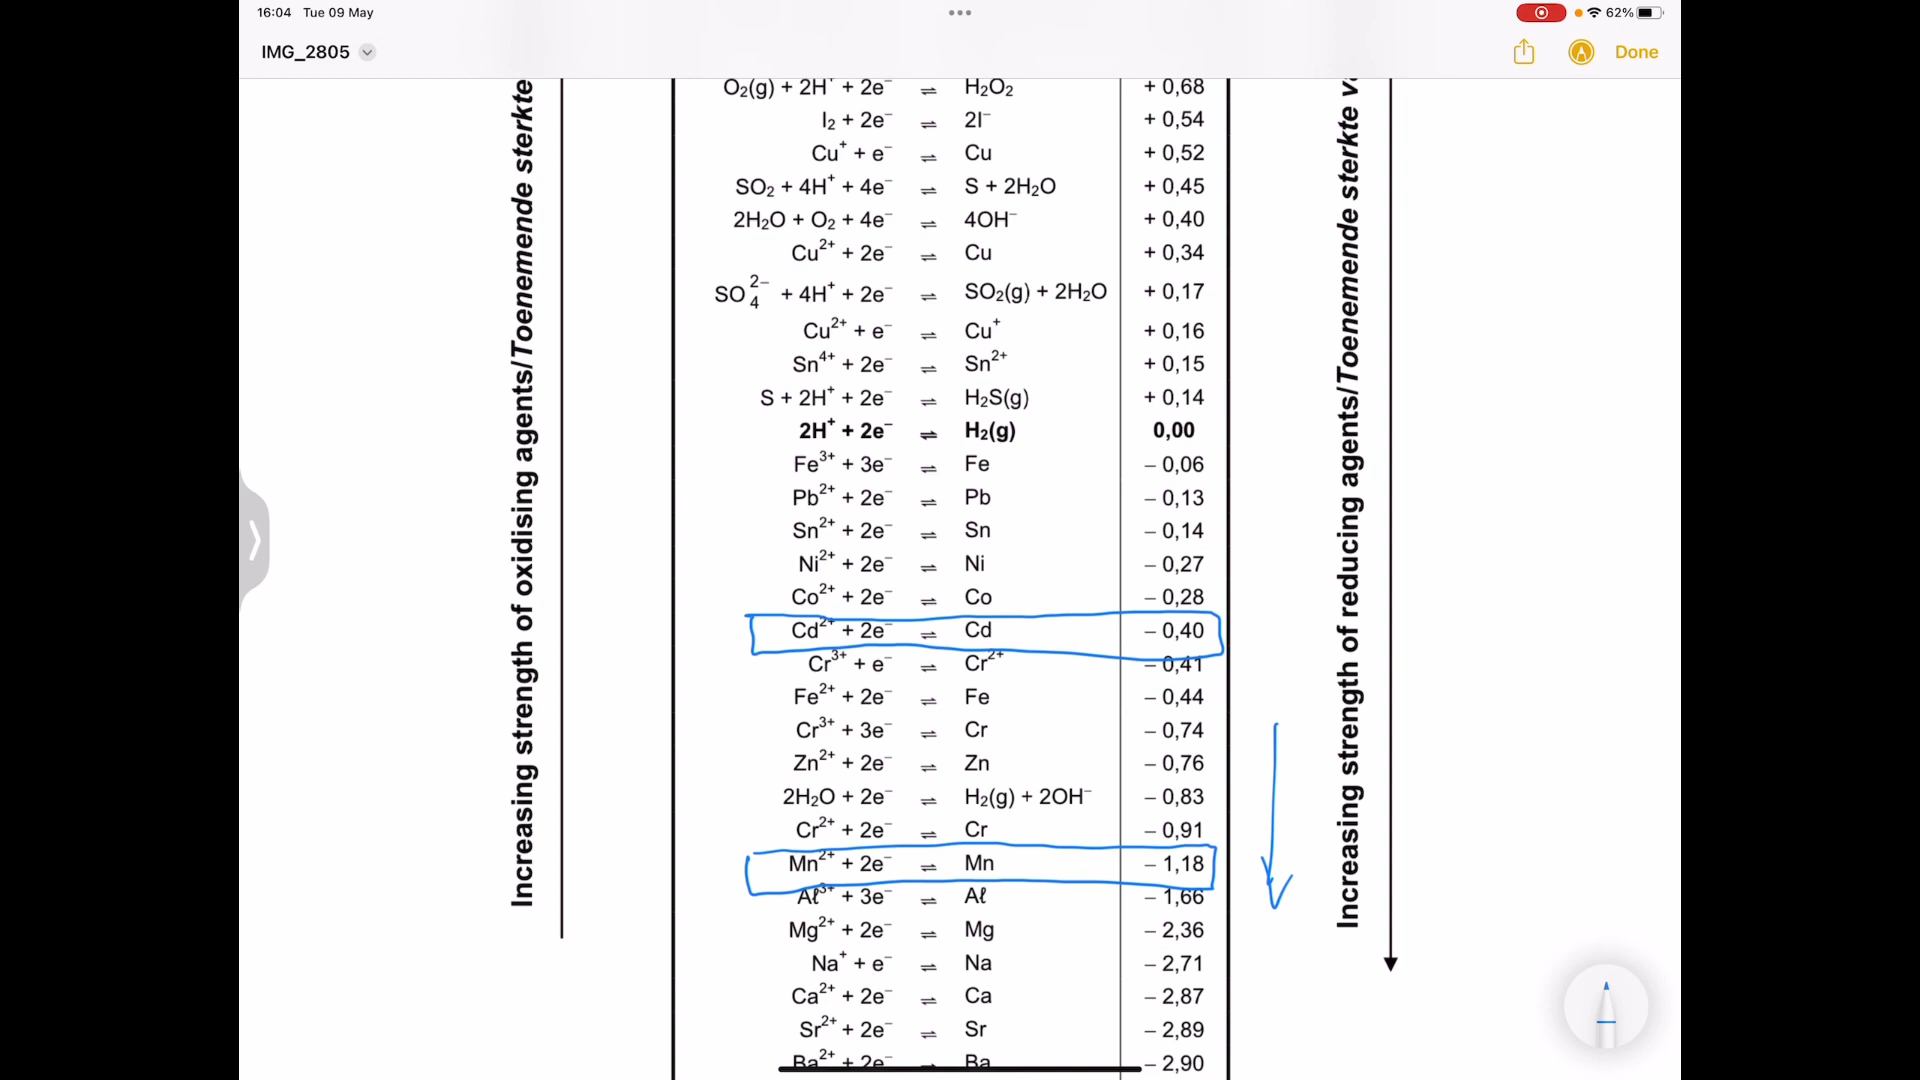 16:04 Tue 09 May
62%
IMG_2805
Done
Increasing strength of oxidising agents/Toenemende sterkte
O₂(g) + 2H⁺ + 2e⁻ ⇌ H₂O₂ + 0,68
I₂ + 2e⁻ ⇌ 2I⁻ + 0,54
Cu⁺ + e⁻ ⇌ Cu + 0,52
SO₂ + 4H⁺ + 4e⁻ ⇌ S + 2H₂O + 0,45
2H₂O + O₂ + 4e⁻ ⇌ 4OH⁻ + 0,40
Cu²⁺ + 2e⁻ ⇌ Cu + 0,34
SO₄²⁻ + 4H⁺ + 2e⁻ ⇌ SO₂(g) + 2H₂O + 0,17
Cu²⁺ + e⁻ ⇌ Cu⁺ + 0,16
Sn⁴⁺ + 2e⁻ ⇌ Sn²⁺ + 0,15
S + 2H⁺ + 2e⁻ ⇌ H₂S(g) + 0,14
2H⁺ + 2e⁻ ⇌ H₂(g) 0,00
Fe³⁺ + 3e⁻ ⇌ Fe – 0,06
Pb²⁺ + 2e⁻ ⇌ Pb – 0,13
Sn²⁺ + 2e⁻ ⇌ Sn – 0,14
Ni²⁺ + 2e⁻ ⇌ Ni – 0,27
Co²⁺ + 2e⁻ ⇌ Co – 0,28
Cd²⁺ + 2e⁻ ⇌ Cd – 0,40
Cr³⁺ + e⁻ ⇌ Cr²⁺ – 0,41
Fe²⁺ + 2e⁻ ⇌ Fe – 0,44
Cr³⁺ + 3e⁻ ⇌ Cr – 0,74
Zn²⁺ + 2e⁻ ⇌ Zn – 0,76
2H₂O + 2e⁻ ⇌ H₂(g) + 2OH⁻ – 0,83
Cr²⁺ + 2e⁻ ⇌ Cr – 0,91
Mn²⁺ + 2e⁻ ⇌ Mn – 1,18
Aℓ³⁺ + 3e⁻ ⇌ Aℓ – 1,66
Mg²⁺ + 2e⁻ ⇌ Mg – 2,36
Na⁺ + e⁻ ⇌ Na – 2,71
Ca²⁺ + 2e⁻ ⇌ Ca – 2,87
Sr²⁺ + 2e⁻ ⇌ Sr – 2,89
Ba²⁺ + 2e⁻ ⇌ Ba – 2,90
Increasing strength of reducing agents/Toenemende sterkte